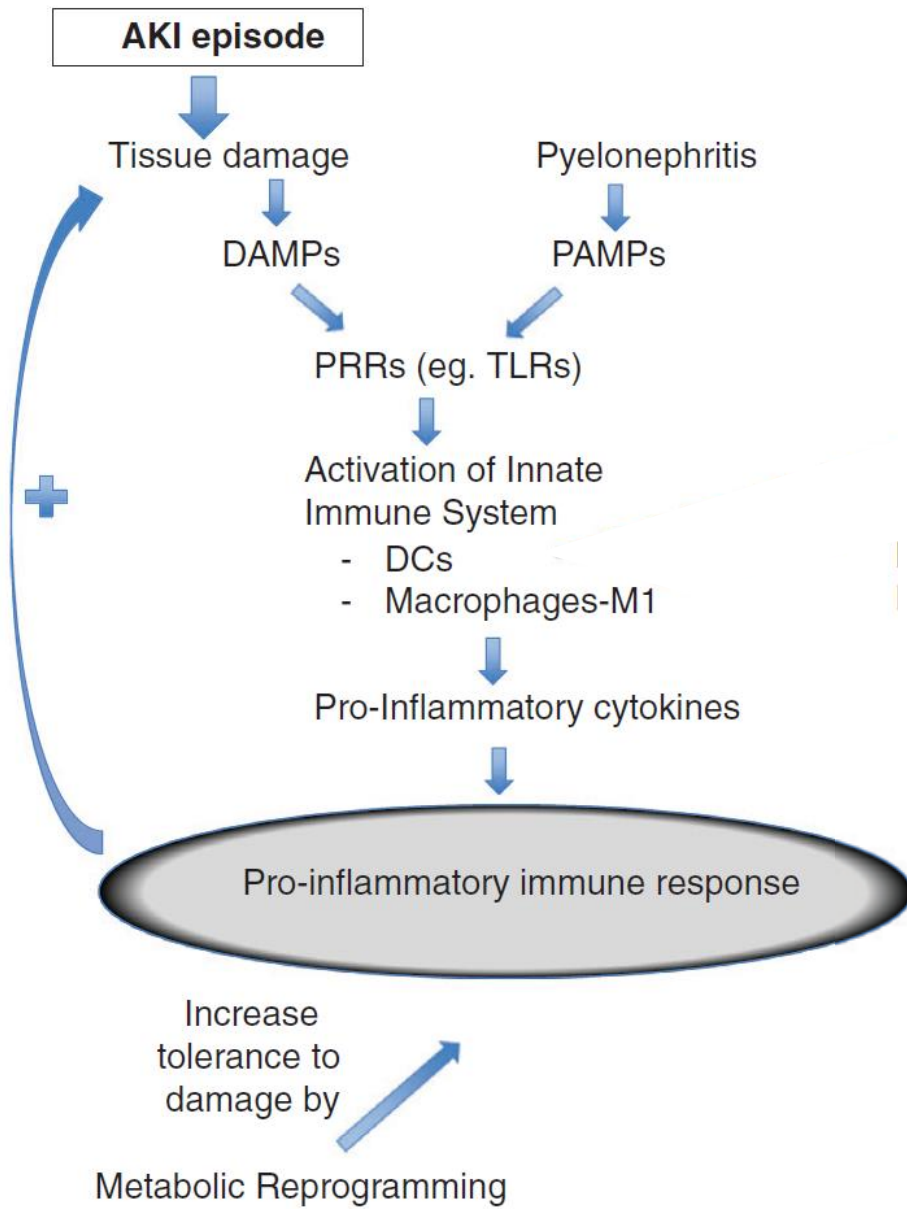 AKI episode
Tissue damage
Pyelonephritis
DAMPs
PAMPs
PRRs (eg. TLRs)
Activation of Innate
Immune System
- DCs
- Macrophages-M1
Pro-Inflammatory cytokines
Pro-inflammatory immune response
Increase
tolerance to
damage by
Metabolic Reprogramming